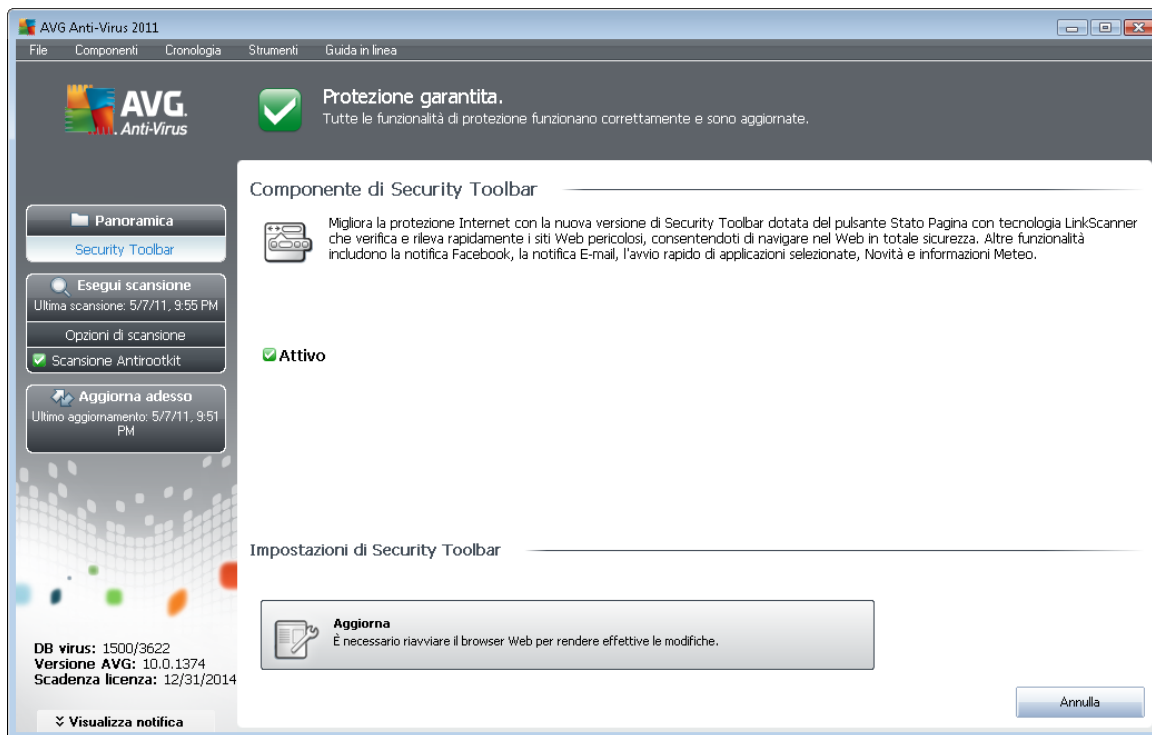 AVG Anti-Virus 2011
File Componenti Cronologia Strumenti Guida in linea
AVG.
Anti-Virus
Protezione garantita.
Tutte le funzionalità di protezione funzionano correttamente e sono aggiornate.
Panoramica
Security Toolbar
Esegui scansione
Ultima scansione: 5/7/11, 9:55 PM
Opzioni di scansione
Scansione Antirootkit
Aggiorna adesso
Ultimo aggiornamento: 5/7/11, 9:51
PM
DB virus: 1500/3622
Versione AVG: 10.0.1374
Scadenza licenza: 12/31/2014
Visualizza notifica
Componente di Security Toolbar
Migliora la protezione Internet con la nuova versione di Security Toolbar dotata del pulsante Stato Pagina con tecnologia LinkScanner
che verifica e rileva rapidamente i siti Web pericolosi, consentendoti di navigare nel Web in totale sicurezza. Altre funzionalità
includono la notifica Facebook, la notifica E-mail, l'avvio rapido di applicazioni selezionate, Novità e informazioni Meteo.
Attivo
Impostazioni di Security Toolbar
Aggiorna
È necessario riavviare il browser Web per rendere effettive le modifiche.
Annulla